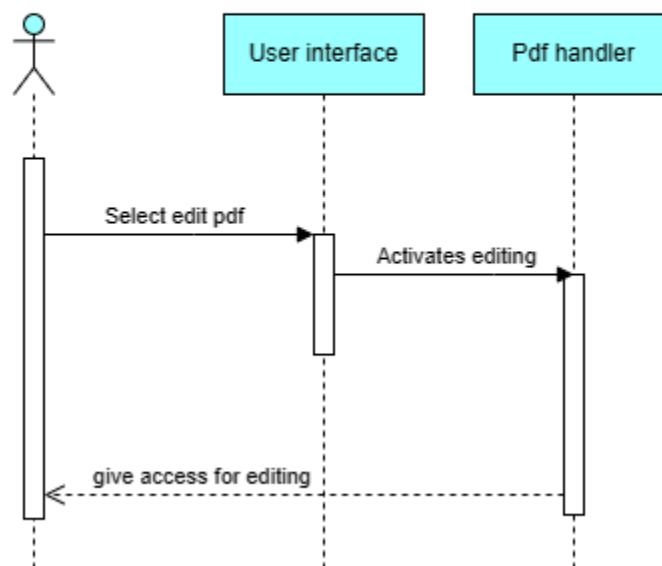 User interface
Pdf handler
Select edit pdf
Activates editing
give access for editing